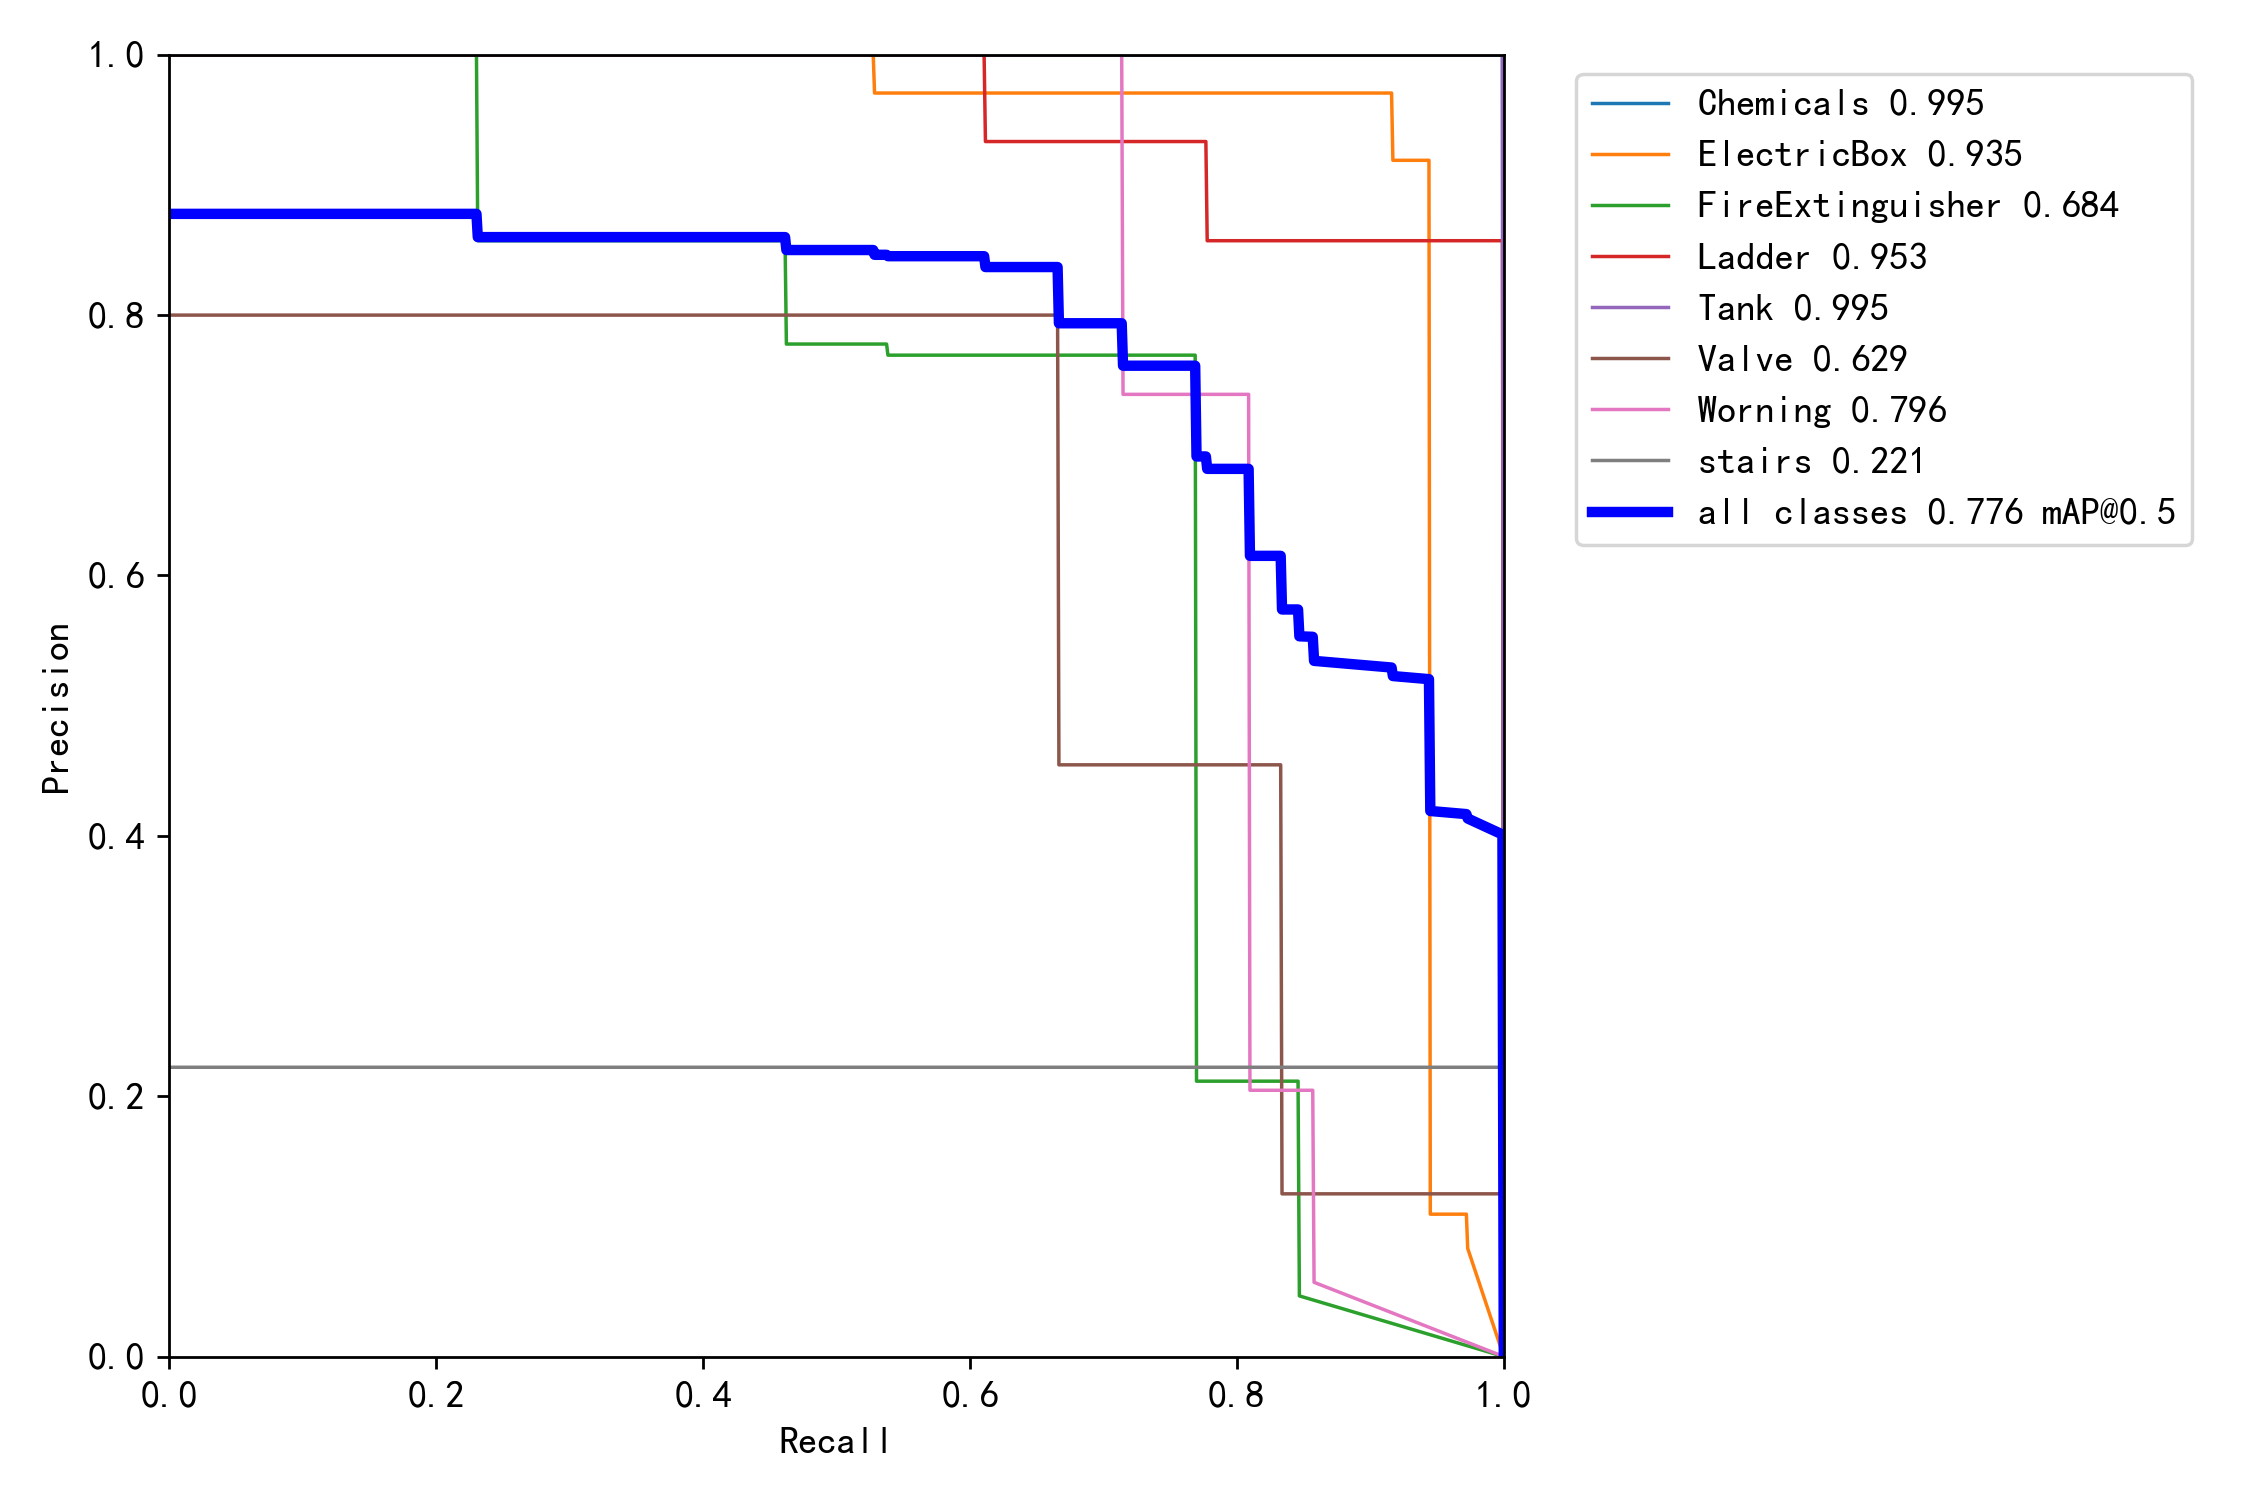 1.0
0.8
0.6
0.4
0.2
0.0
Precision
0.0 0.2 0.4 0.6 0.8 1.0
Recall
Chemicals 0.995
ElectricBox 0.935
FireExtinguisher 0.684
Ladder 0.953
Tank 0.995
Valve 0.629
Worning 0.796
stairs 0.221
all classes 0.776 mAP@0.5